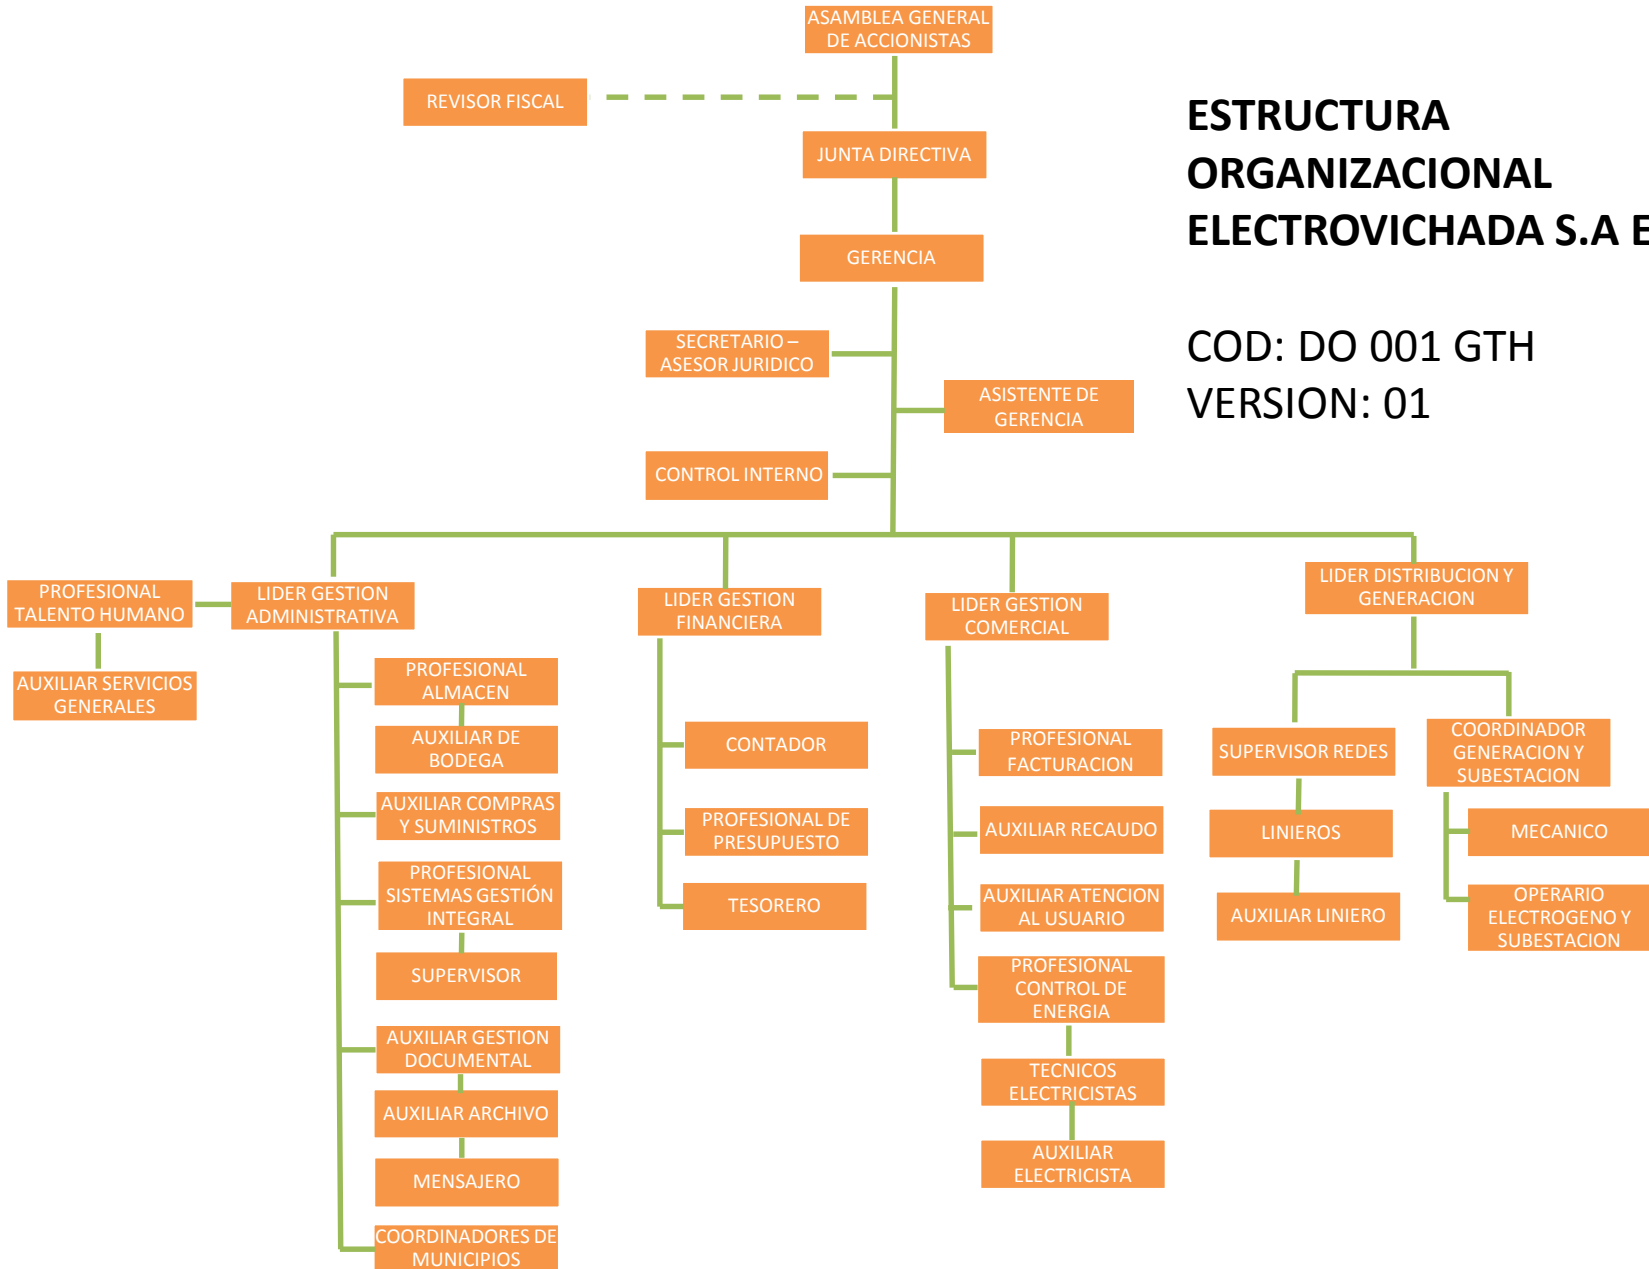 ASAMBLEA GENERAL
DE ACCIONISTAS
REVISOR FISCAL
JUNTA DIRECTIVA
GERENCIA
ESTRUCTURA
ORGANIZACIONAL
ELECTROVICHADA S.A E
COD: DO 001 GTH
VERSION: 01
SECRETARIO –
ASESOR JURIDICO
ASISTENTE DE
GERENCIA
CONTROL INTERNO
PROFESIONAL
TALENTO HUMANO
AUXILIAR SERVICIOS
GENERALES
LIDER GESTION
ADMINISTRATIVA
PROFESIONAL
ALMACEN
AUXILIAR DE
BODEGA
AUXILIAR COMPRAS
Y SUMINISTROS
PROFESIONAL
SISTEMAS GESTIÓN
INTEGRAL
SUPERVISOR
AUXILIAR GESTION
DOCUMENTAL
AUXILIAR ARCHIVO
MENSAJERO
COORDINADORES DE
MUNICIPIOS
LIDER GESTION
FINANCIERA
CONTADOR
PROFESIONAL DE
PRESUPUESTO
TESORERO
LIDER GESTION
COMERCIAL
PROFESIONAL
FACTURACION
AUXILIAR RECAUDO
AUXILIAR ATENCION
AL USUARIO
PROFESIONAL
CONTROL DE
ENERGIA
TECNICOS
ELECTRICISTAS
AUXILIAR
ELECTRICISTA
LIDER DISTRIBUCION Y
GENERACION
SUPERVISOR REDES
LINIEROS
AUXILIAR LINIERO
COORDINADOR
GENERACION Y
SUBESTACION
MECANICO
OPERARIO
ELECTROGENO Y
SUBESTACION